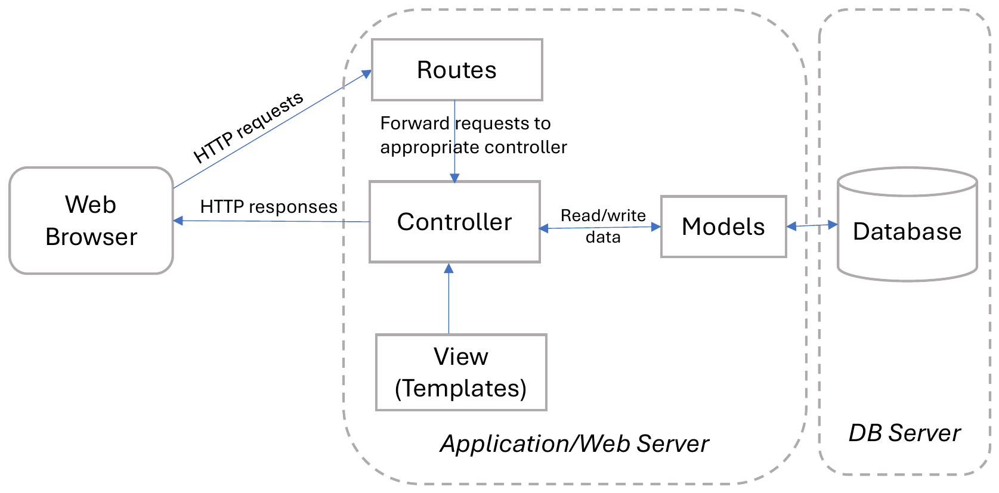 Routes
HTTP requests
Forward requests to
appropriate controller
Web
Browser
HTTP responses
Controller
Read/write
data
Models
Database
View
(Templates)
Application/Web Server
DB Server